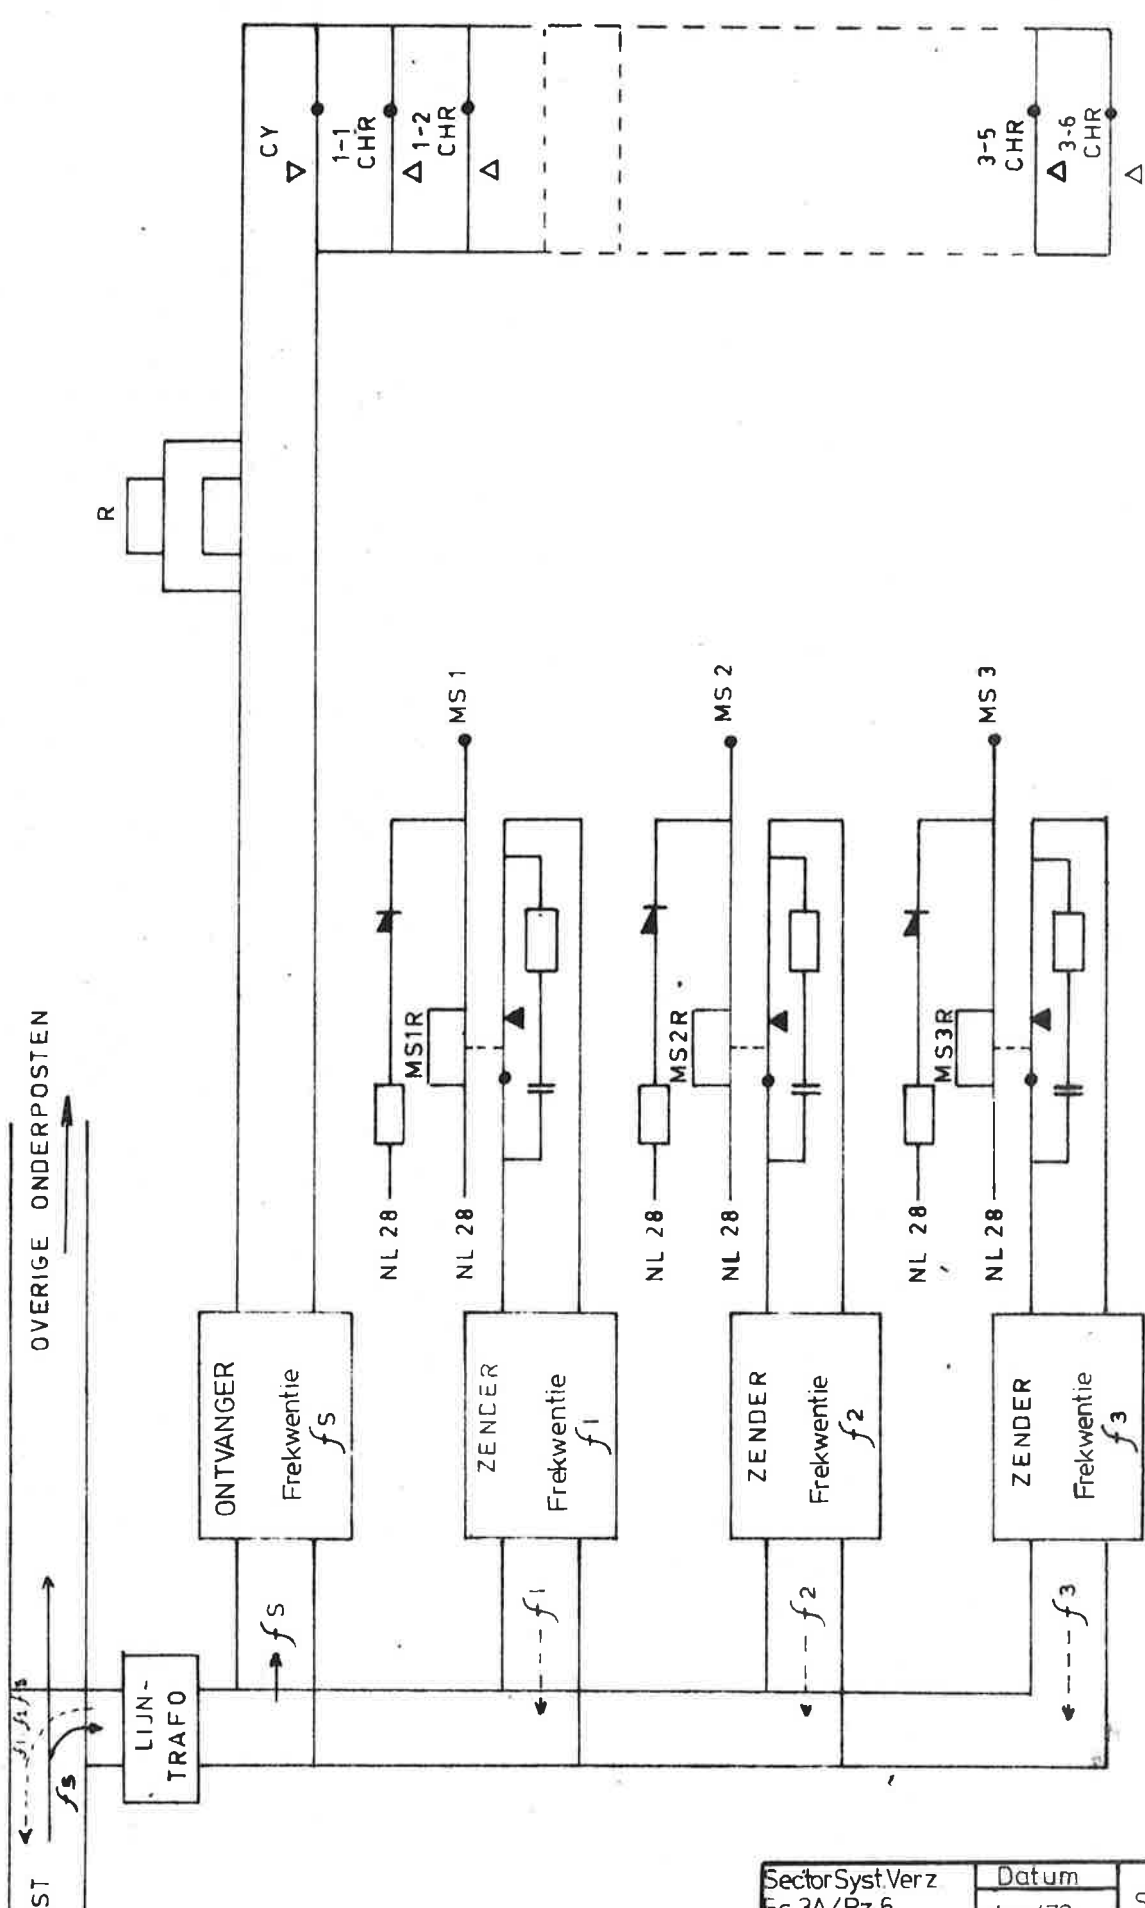 ST
OVERIGE ONDERPOSTEN
f1 f2 f3
fS
LIJN-
TRAFO
fS
ONTVANGER
Frekwentie
fS
R
CY
1-1
CHR
1-2
CHR
3-5
CHR
3-6
CHR
f1
ZENDER
Frekwentie
f1
NL 28
NL 28
MS1R
MS 1
f2
ZENDER
Frekwentie
f2
NL 28
NL 28
MS2R
MS 2
f3
ZENDER
Frekwentie
f3
NL 28
NL 28
MS3R
MS 3
Sector Syst. Verz
Datum